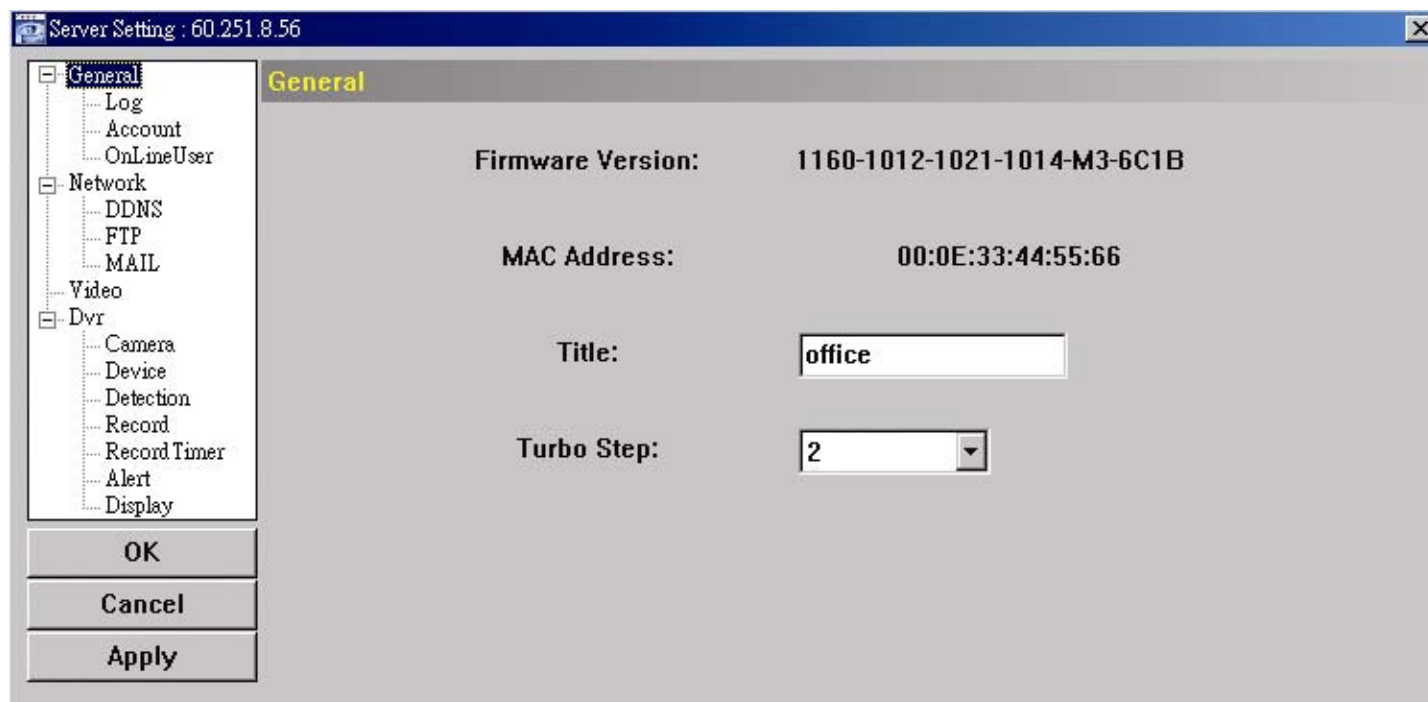 Server Setting : 60.251.8.56
General
Log
Account
OnLineUser
Network
DDNS
FTP
MAIL
Video
Dvr
Camera
Device
Detection
Record
Record Timer
Alert
Display
OK
Cancel
Apply
General
Firmware Version: 1160-1012-1021-1014-M3-6C1B
MAC Address: 00:0E:33:44:55:66
Title: office
Turbo Step: 2